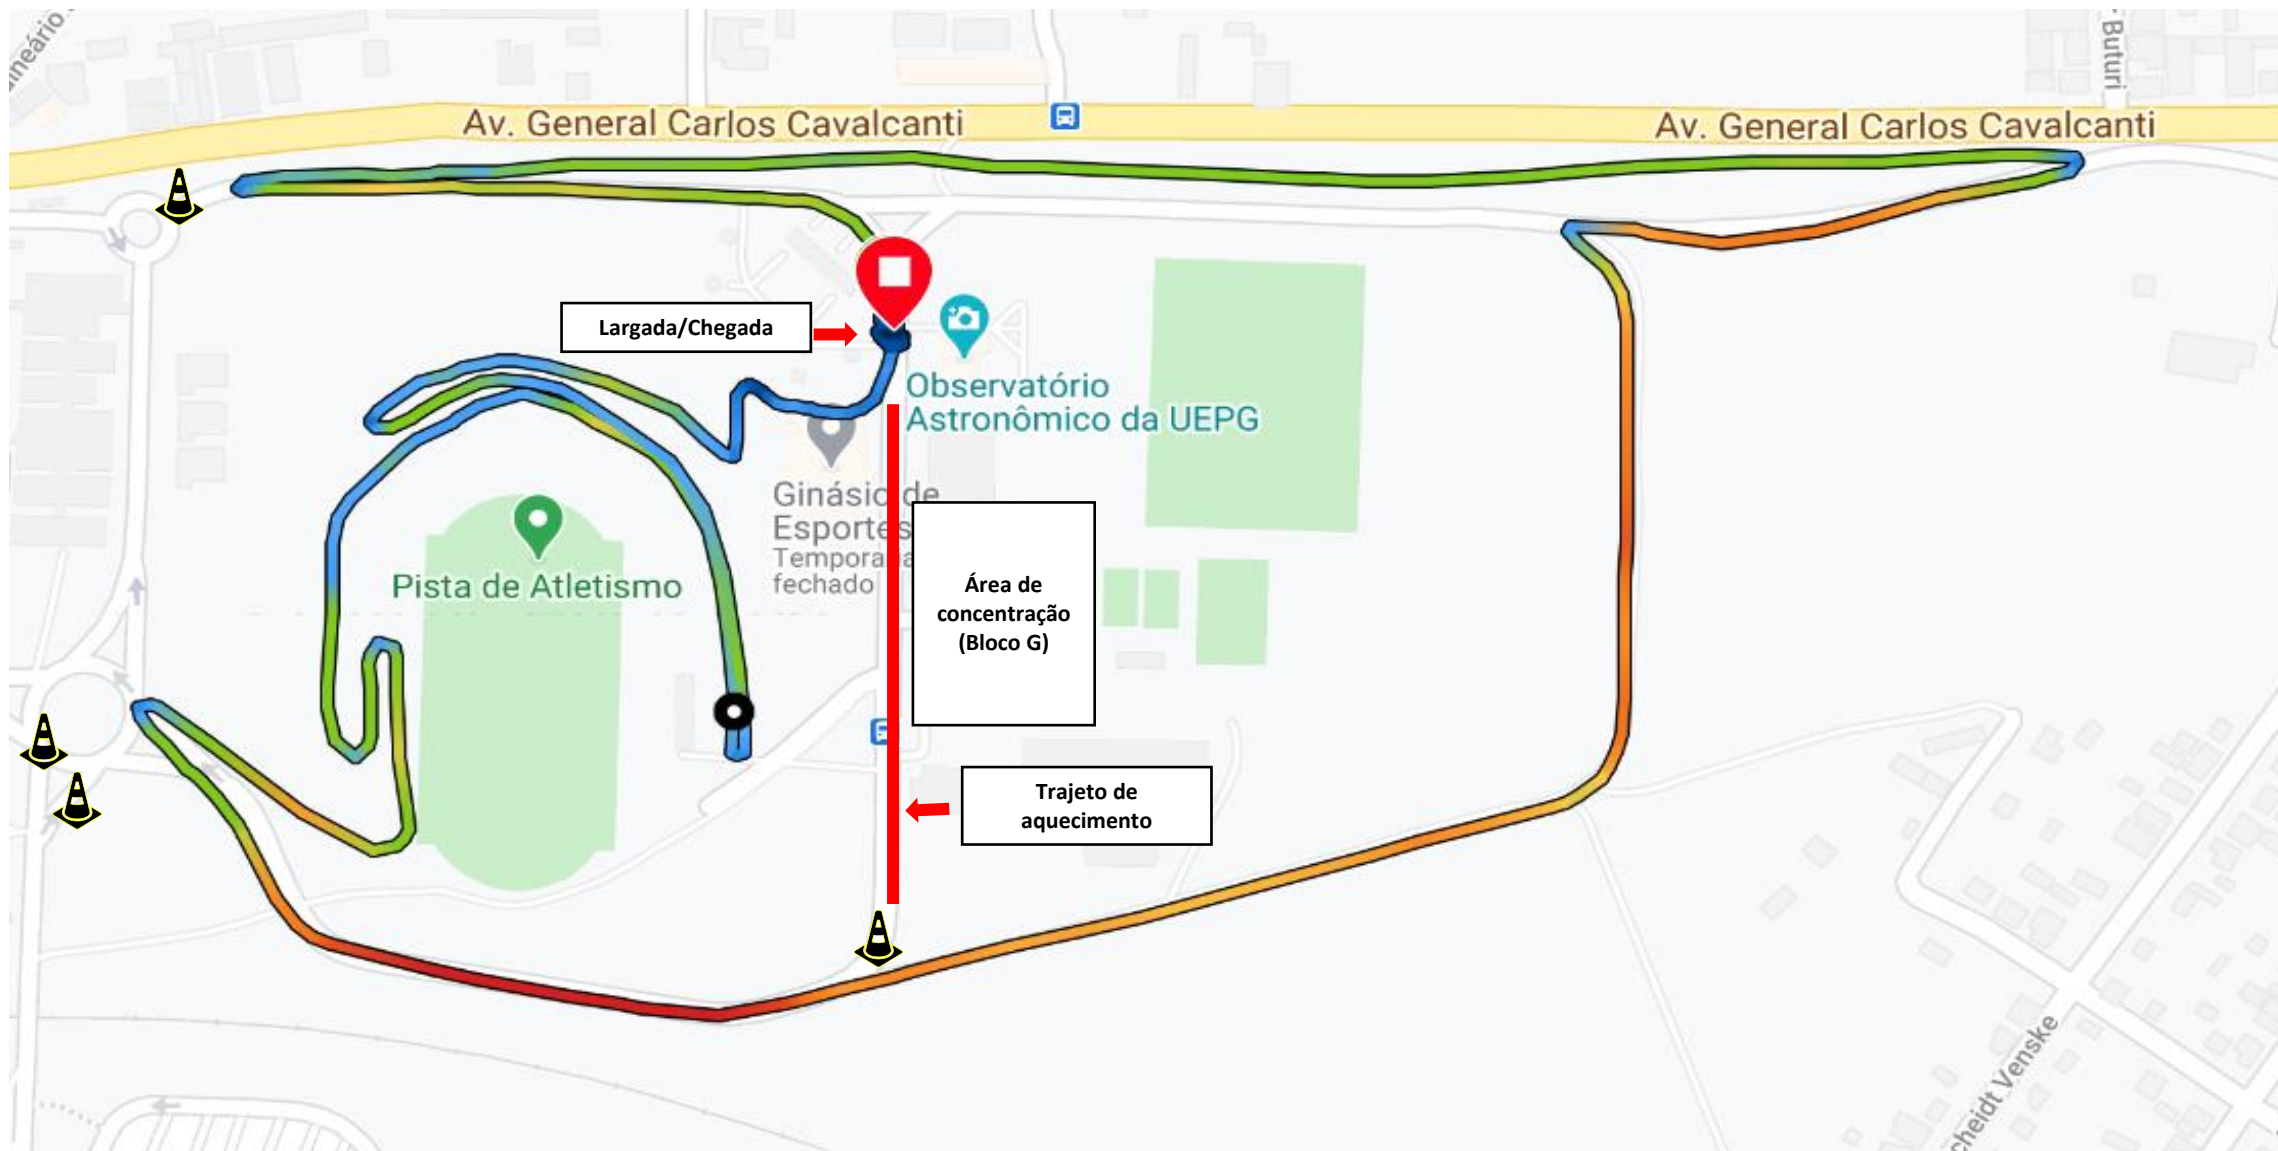 Av. General Carlos Cavalcanti
Av. General Carlos Cavalcanti
Buturi
Largada/Chegada
Observatório
Astronômico da UEPG
Ginásio de
Esportes
fechado
Pista de Atletismo
Área de
concentração
(Bloco G)
Trajeto de
aquecimento
Venske